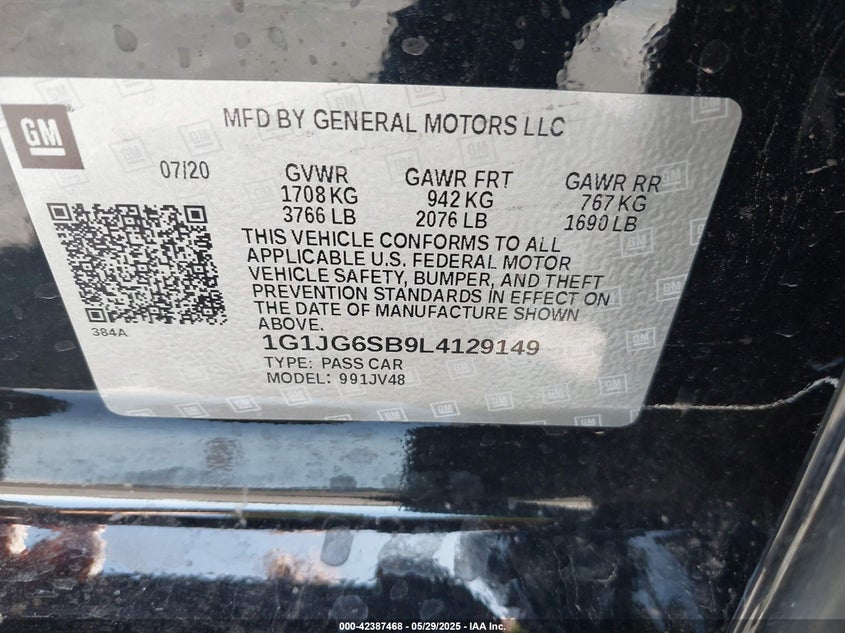 GM
MFD BY GENERAL MOTORS LLC
07/20
GVWR
1708 KG
3766 LB
GAWR FRT
942 KG
2076 LB
GAWR RR
767 KG
1690 LB
THIS VEHICLE CONFORMS TO ALL
APPLICABLE U.S. FEDERAL MOTOR
VEHICLE SAFETY, BUMPER, AND THEFT
PREVENTION STANDARDS IN EFFECT ON
THE DATE OF MANUFACTURE SHOWN
ABOVE.
384A
1G1JG6SB9L4129149
TYPE: PASS CAR
MODEL: 991JV48
000-42387468 - 05/29/2025 - IAA Inc.